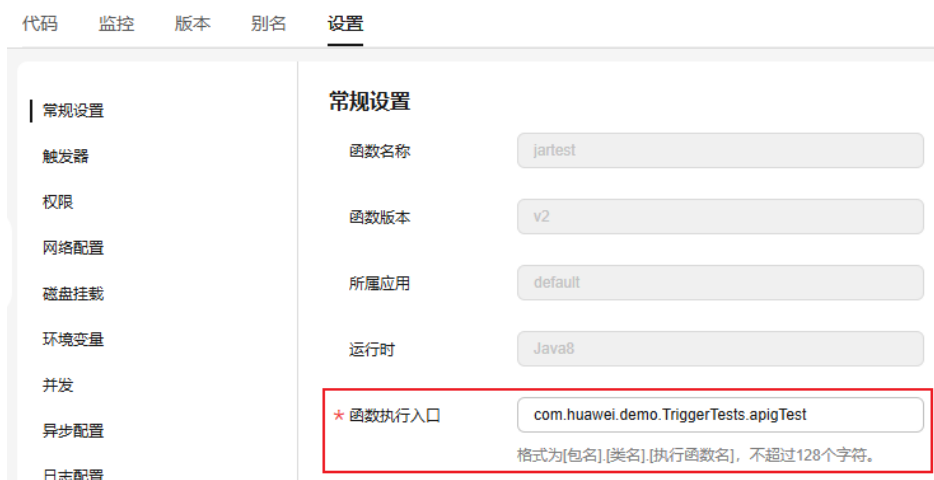 代码 监控 版本 别名 设置
常规设置
触发器
权限
网络配置
磁盘挂载
环境变量
并发
异步配置
日志配置
常规设置
函数名称 jartest
函数版本 v2
所属应用 default
运行时 Java8
* 函数执行入口 com.huawei.demo.TriggerTests.apigTest
格式为[包名].[类名].[执行函数名]，不超过128个字符。